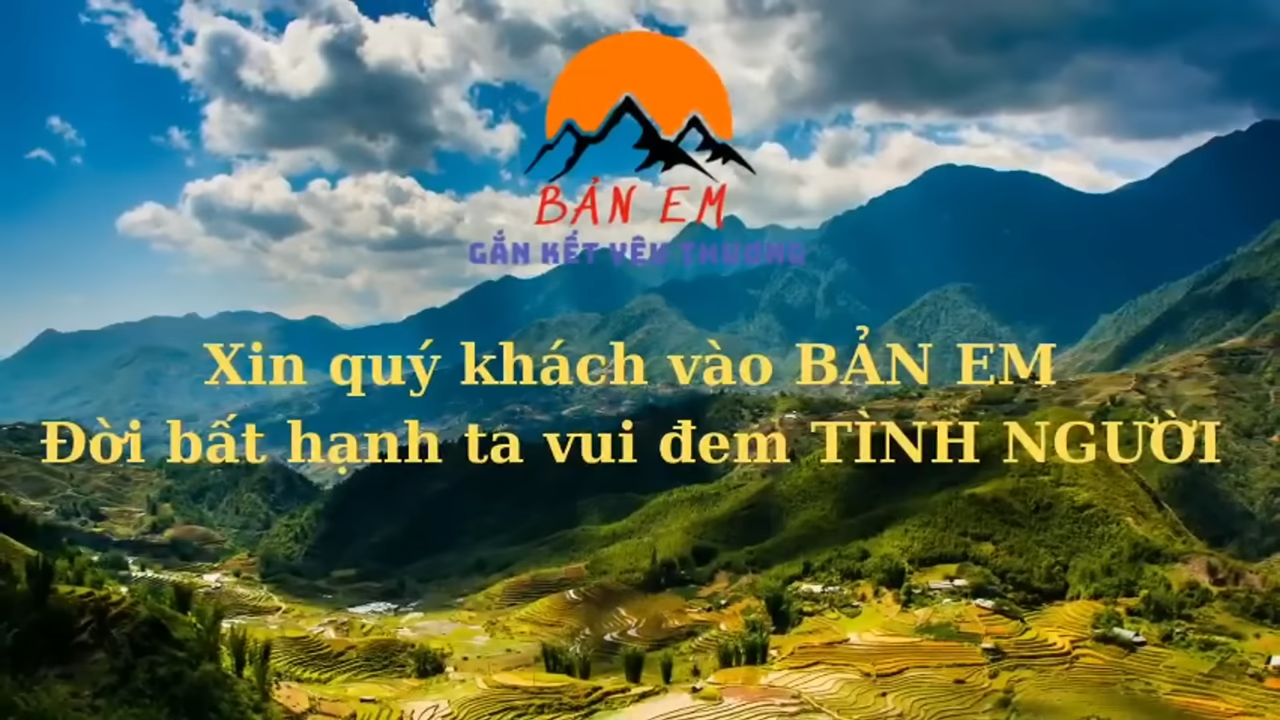 BẢN EM
GẮN KẾT YÊU THƯƠNG
Xin quý khách vào BẢN EM
Đời bất hạnh ta vui đem TÌNH NGƯỜI